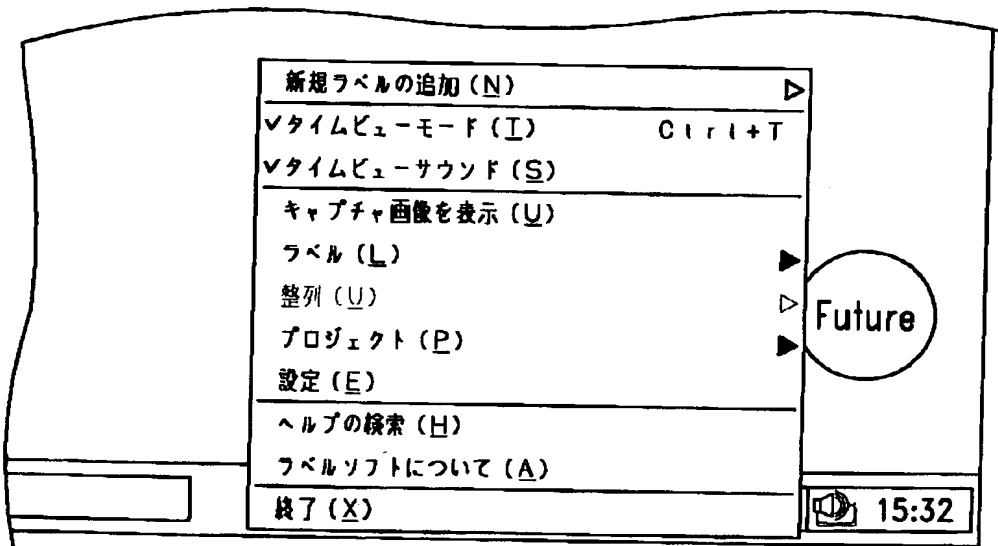 新規ラベルの追加(N)
タイムビューモード(T) Ctrl+T
タイムビューサウンド(S)
キャプチャ画像を表示(U)
ラベル(L)
整列(U)
プロジェクト(P)
設定(E)
ヘルプの検索(H)
ラベルソフトについて(A)
終了(X)
Future
15:32